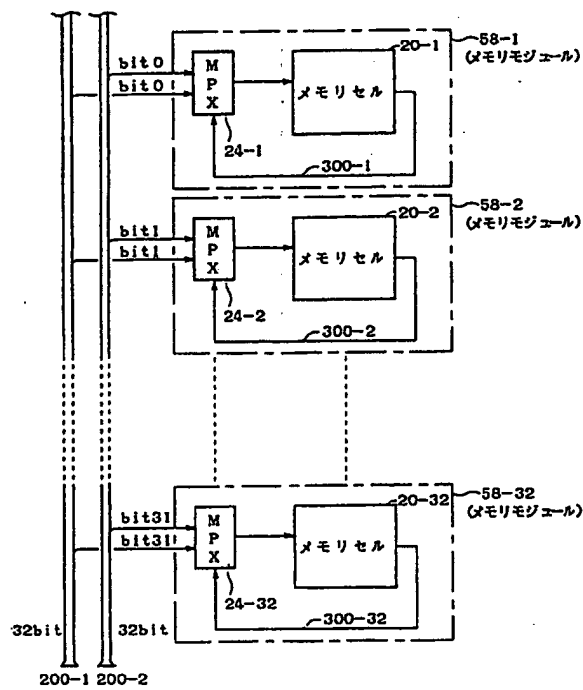 20-1
58-1
(メモリモジュール)
bit0
bit0
MPX
メモリセル
24-1
300-1
20-2
58-2
(メモリモジュール)
bit1
bit1
MPX
メモリセル
24-2
300-2
20-32
58-32
(メモリモジュール)
bit31
bit31
MPX
メモリセル
24-32
300-32
32bit
32bit
200-1
200-2